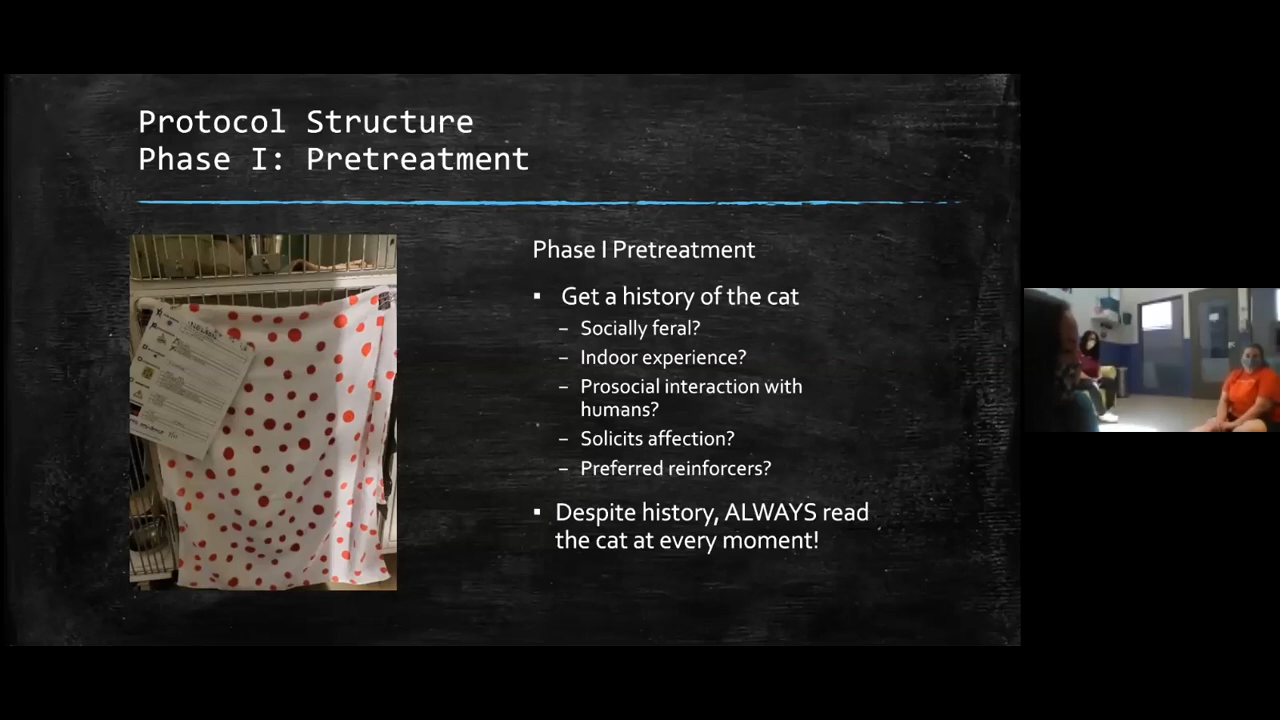 Protocol Structure
Phase I: Pretreatment
Phase I Pretreatment
▪ Get a history of the cat
– Socially feral?
– Indoor experience?
– Prosocial interaction with
humans?
– Solicits affection?
– Preferred reinforcers?
▪ Despite history, ALWAYS read
the cat at every moment!